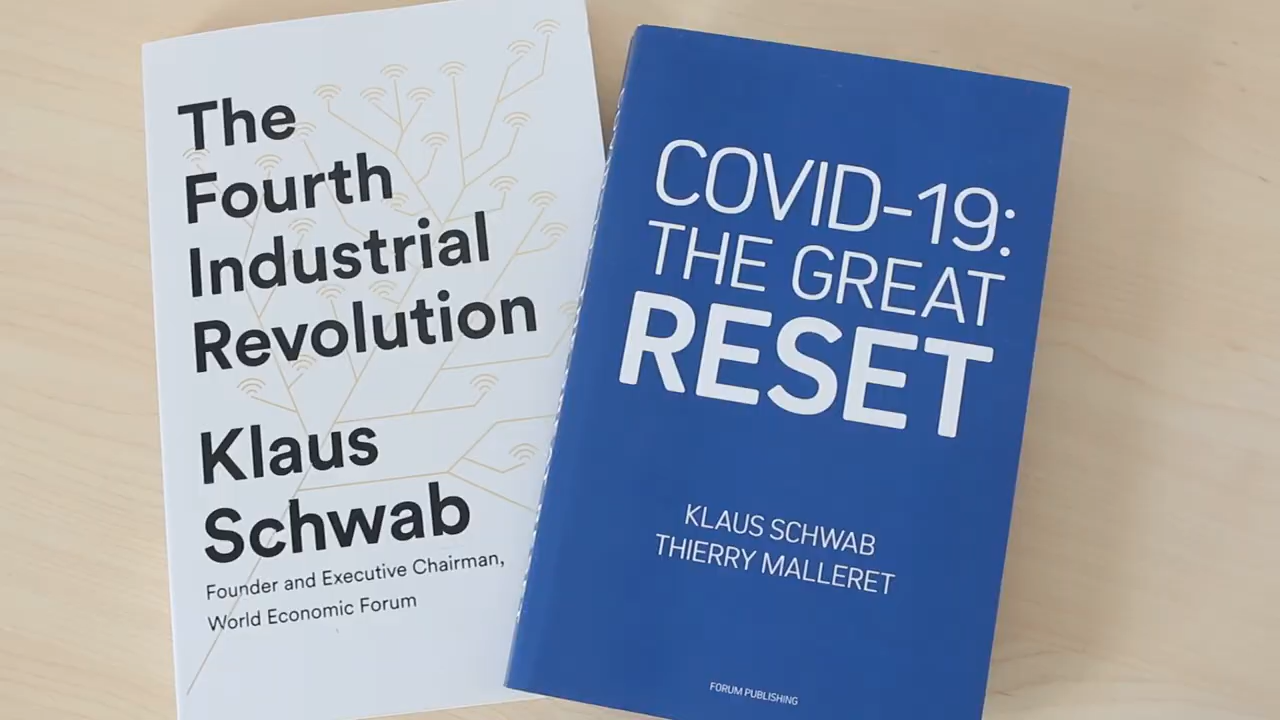 The
Fourth
Industrial
Revolution
Klaus
Schwab
Founder and Executive Chairman,
World Economic Forum
COVID-19:
THE GREAT
RESET
KLAUS SCHWAB
THIERRY MALLERET
FORUM PUBLISHING